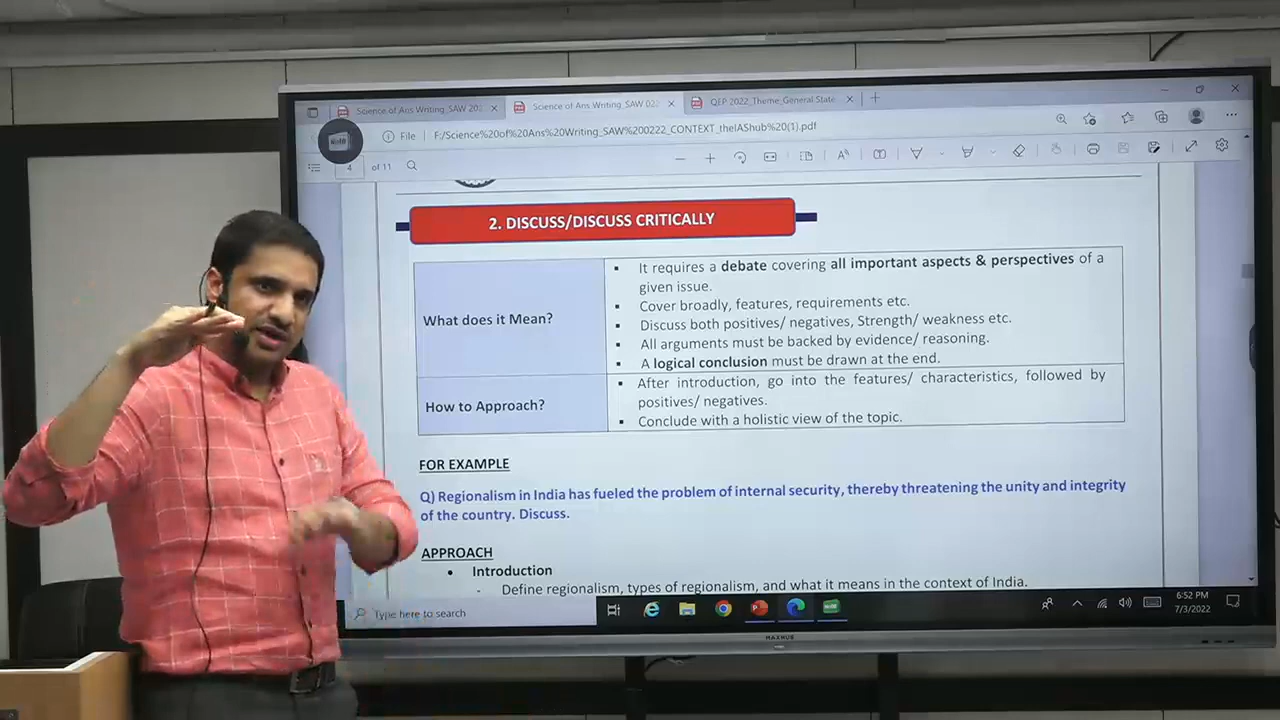 Science of Ans Writing_SAW 202
Science of Ans Writing_SAW 022
QFP 2022_Theme_General State
File
F:/Science%20of%20Ans%20Writing_SAW%200222_CONTEXT_theIAShub%20(1).pdf
4 of 11
2. DISCUSS/DISCUSS CRITICALLY
What does it Mean?
It requires a debate covering all important aspects & perspectives of a
given issue.
Cover broadly, features, requirements etc.
Discuss both positives/ negatives, Strength/ weakness etc.
All arguments must be backed by evidence/ reasoning.
A logical conclusion must be drawn at the end.
How to Approach?
After introduction, go into the features/ characteristics, followed by
positives/ negatives.
Conclude with a holistic view of the topic.
FOR EXAMPLE
Q) Regionalism in India has fueled the problem of internal security, thereby threatening the unity and integrity
of the country. Discuss.
APPROACH
Introduction
- Define regionalism, types of regionalism, and what it means in the context of India.
Type here to search
6:52 PM
7/3/2022
MAXHUB